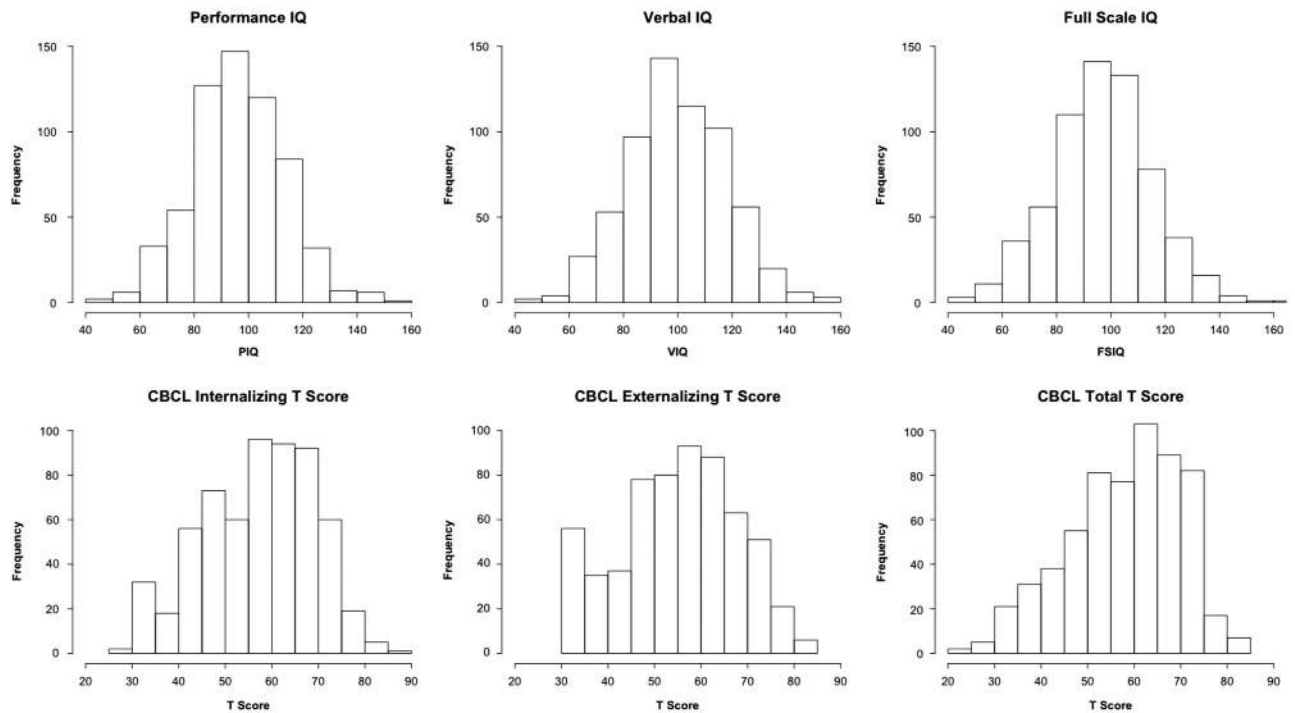 Performance IQ
Verbal IQ
Full Scale IQ
150
100
50
0
Frequency
40 60 80 100 120 140 160
PIQ
150
100
50
0
Frequency
40 60 80 100 120 140 160
VIQ
150
100
50
0
Frequency
40 60 80 100 120 140 160
FSIQ
CBCL Internalizing T Score
CBCL Externalizing T Score
CBCL Total T Score
100
80
60
40
20
0
Frequency
20 30 40 50 60 70 80 90
T Score
100
80
60
40
20
0
Frequency
20 30 40 50 60 70 80 90
T Score
100
80
60
40
20
0
Frequency
20 30 40 50 60 70 80 90
T Score